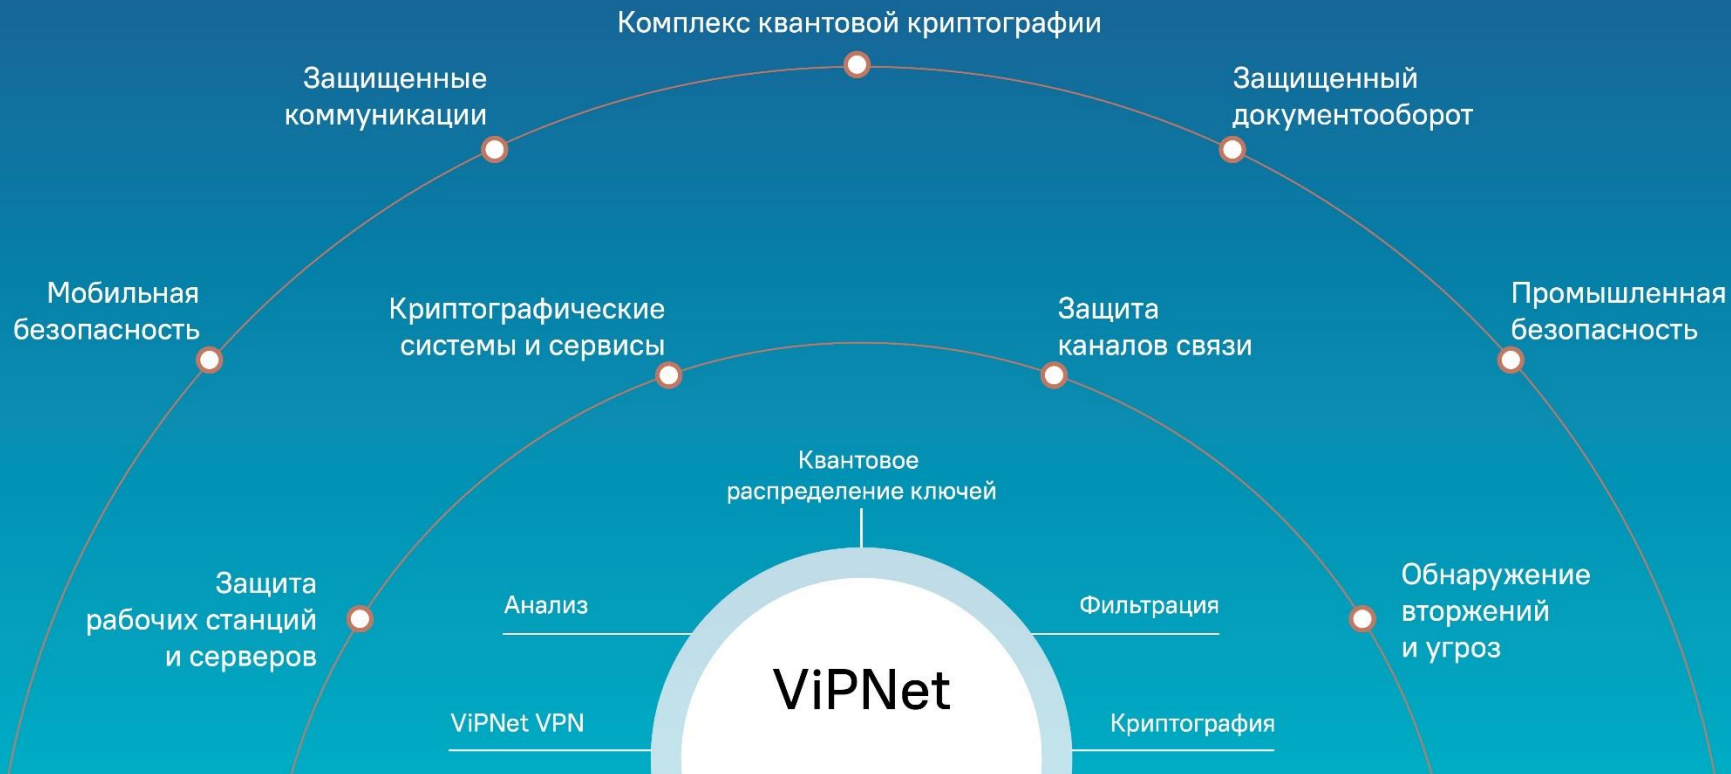 Комплекс квантовой криптографии
Защищенные
коммуникации
Защищенный
документооборот
Мобильная
безопасность
Промышленная
безопасность
Криптографические
системы и сервисы
Защита
каналов связи
Квантовое
распределение ключей
Защита
рабочих станций
и серверов
Анализ
Фильтрация
Обнаружение
вторжений
и угроз
ViPNet
ViPNet VPN
Криптография